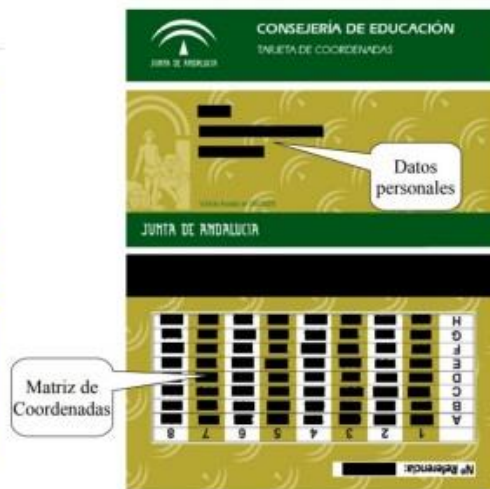 CONSEJERÍA DE EDUCACIÓN
TARJETA DE COORDENADAS
JUNTA DE ANDALUCIA
Datos
personales
JUNTA DE ANDALUCIA
Matriz de
Coordenadas
H
G
F
E
D
C
B
A
8 7 6 5 4 3 2 1
Nº Referencia: